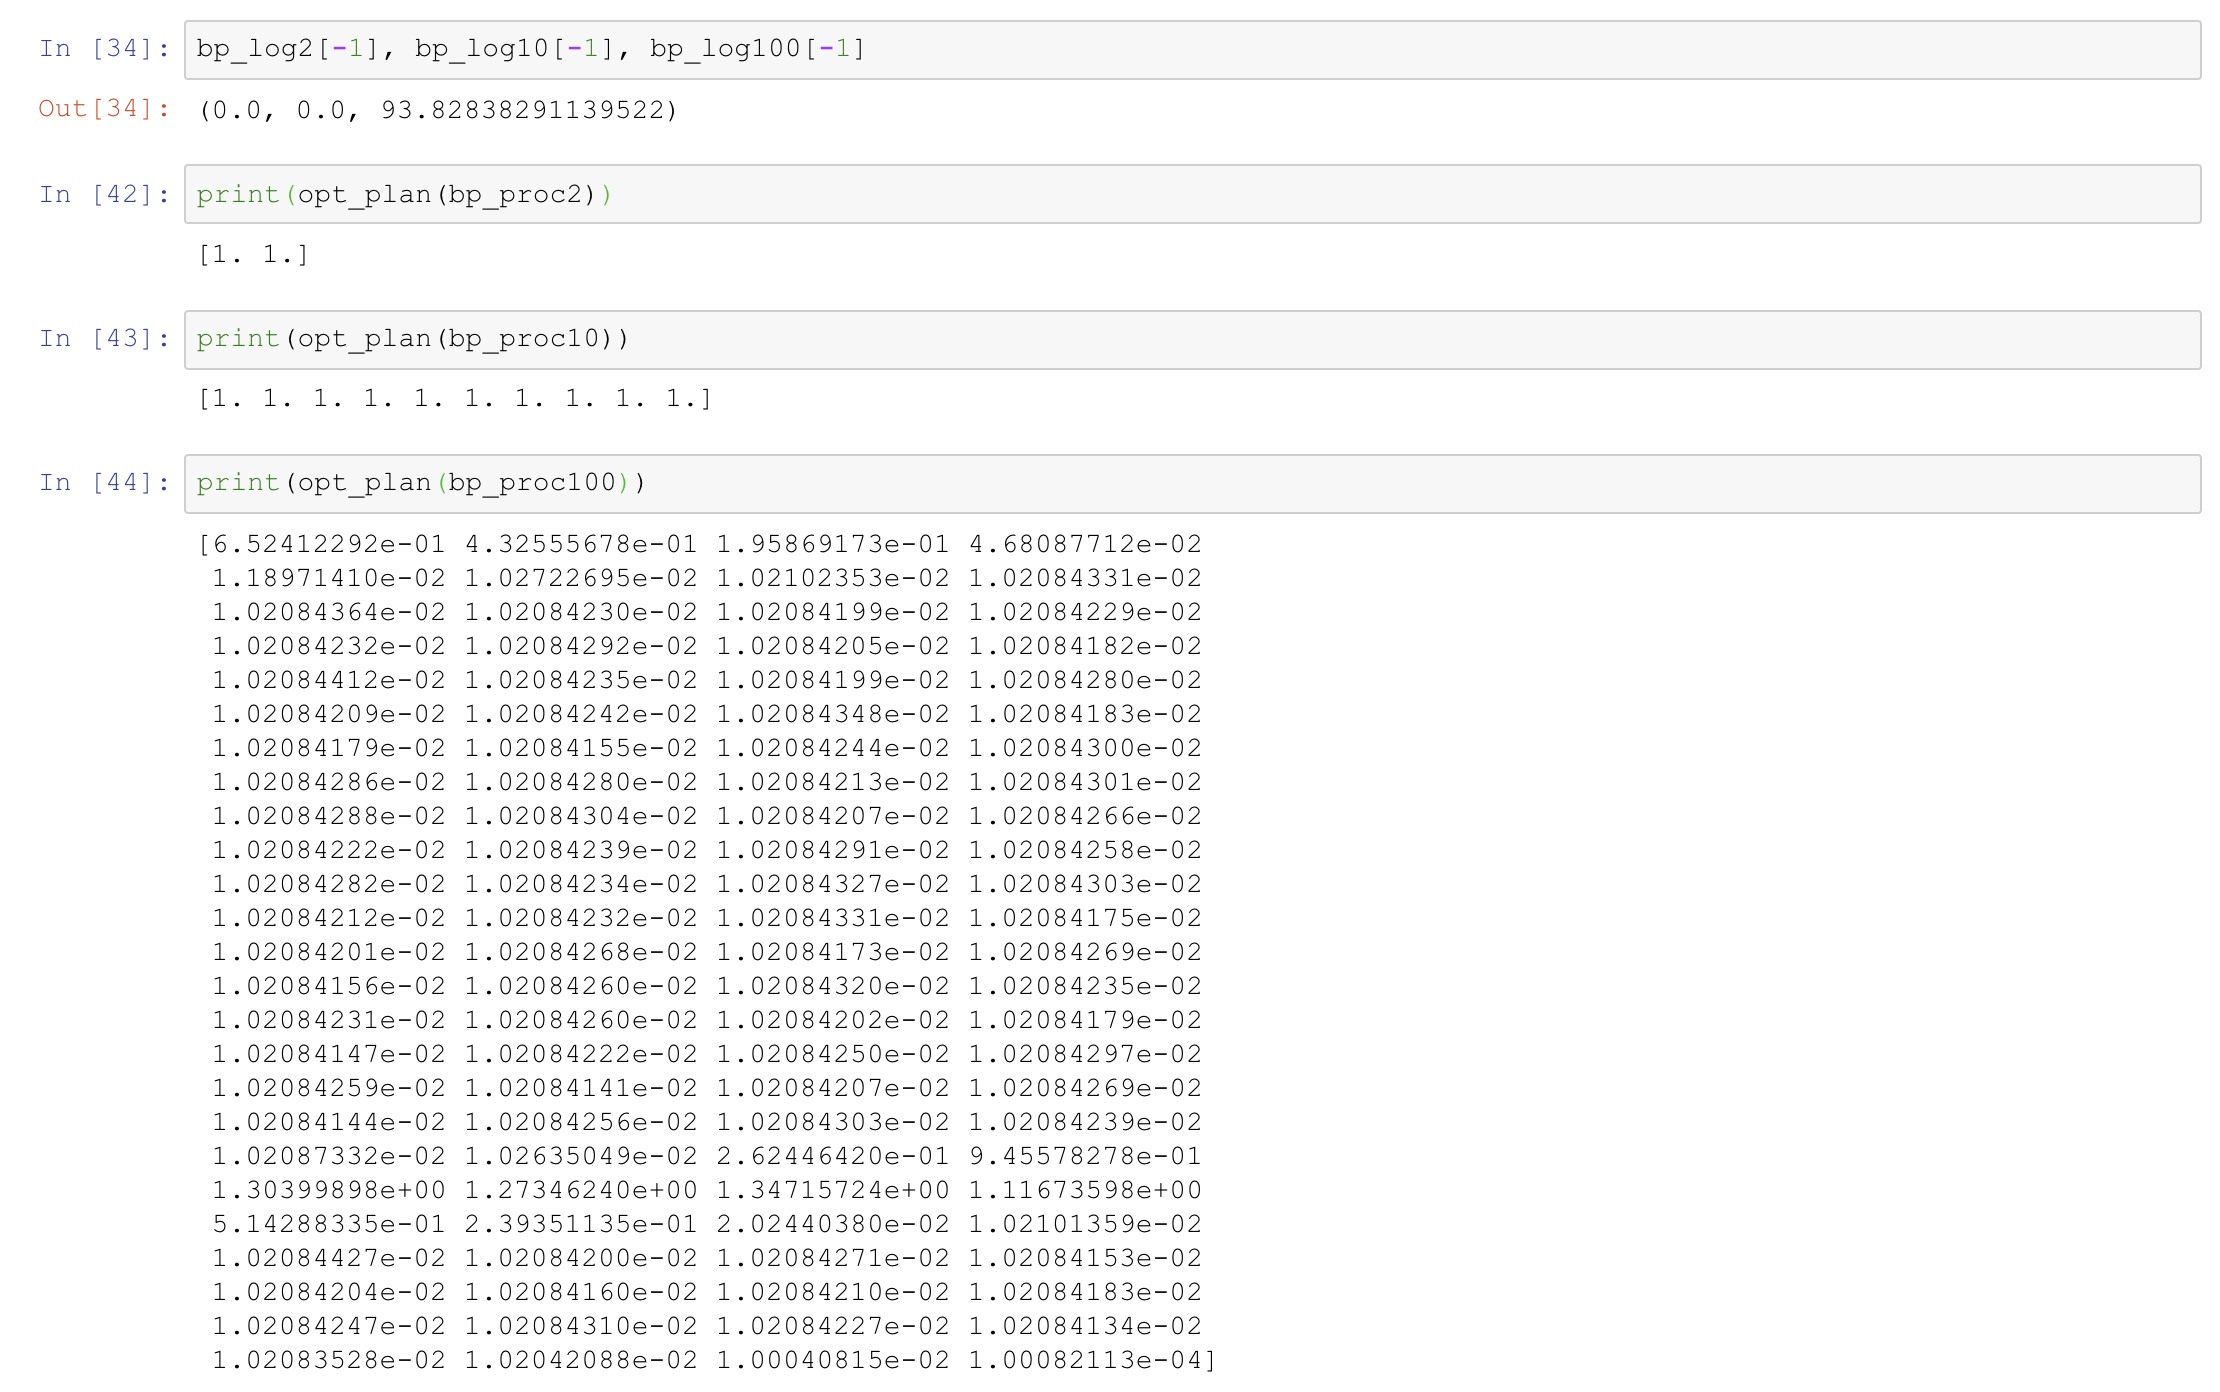 In [34]: bp_log2[-1], bp_log10[-1], bp_log100[-1]
Out[34]: (0.0, 0.0, 93.82838291139522)
In [42]: print(opt_plan(bp_proc2))
[1. 1.]
In [43]: print(opt_plan(bp_proc10))
[1. 1. 1. 1. 1. 1. 1. 1. 1. 1.]
In [44]: print(opt_plan(bp_proc100))
[6.52412292e-01 4.32555678e-01 1.95869173e-01 4.68087712e-02
1.18971410e-02 1.02722695e-02 1.02102353e-02 1.02084331e-02
1.02084364e-02 1.02084230e-02 1.02084199e-02 1.02084229e-02
1.02084232e-02 1.02084292e-02 1.02084205e-02 1.02084182e-02
1.02084412e-02 1.02084235e-02 1.02084199e-02 1.02084280e-02
1.02084209e-02 1.02084242e-02 1.02084348e-02 1.02084183e-02
1.02084179e-02 1.02084155e-02 1.02084244e-02 1.02084300e-02
1.02084286e-02 1.02084280e-02 1.02084213e-02 1.02084301e-02
1.02084288e-02 1.02084304e-02 1.02084207e-02 1.02084266e-02
1.02084222e-02 1.02084239e-02 1.02084291e-02 1.02084258e-02
1.02084282e-02 1.02084234e-02 1.02084327e-02 1.02084303e-02
1.02084212e-02 1.02084232e-02 1.02084331e-02 1.02084175e-02
1.02084201e-02 1.02084268e-02 1.02084173e-02 1.02084269e-02
1.02084156e-02 1.02084260e-02 1.02084320e-02 1.02084235e-02
1.02084231e-02 1.02084260e-02 1.02084202e-02 1.02084179e-02
1.02084147e-02 1.02084222e-02 1.02084250e-02 1.02084297e-02
1.02084259e-02 1.02084141e-02 1.02084207e-02 1.02084269e-02
1.02084144e-02 1.02084256e-02 1.02084303e-02 1.02084239e-02
1.02087332e-02 1.02635049e-02 2.62446420e-01 9.45578278e-01
1.30399898e+00 1.27346240e+00 1.34715724e+00 1.11673598e+00
5.14288335e-01 2.39351135e-01 2.02440380e-02 1.02101359e-02
1.02084427e-02 1.02084200e-02 1.02084271e-02 1.02084153e-02
1.02084204e-02 1.02084160e-02 1.02084210e-02 1.02084183e-02
1.02084247e-02 1.02084310e-02 1.02084227e-02 1.02084134e-02
1.02083528e-02 1.02042088e-02 1.00040815e-02 1.00082113e-04]